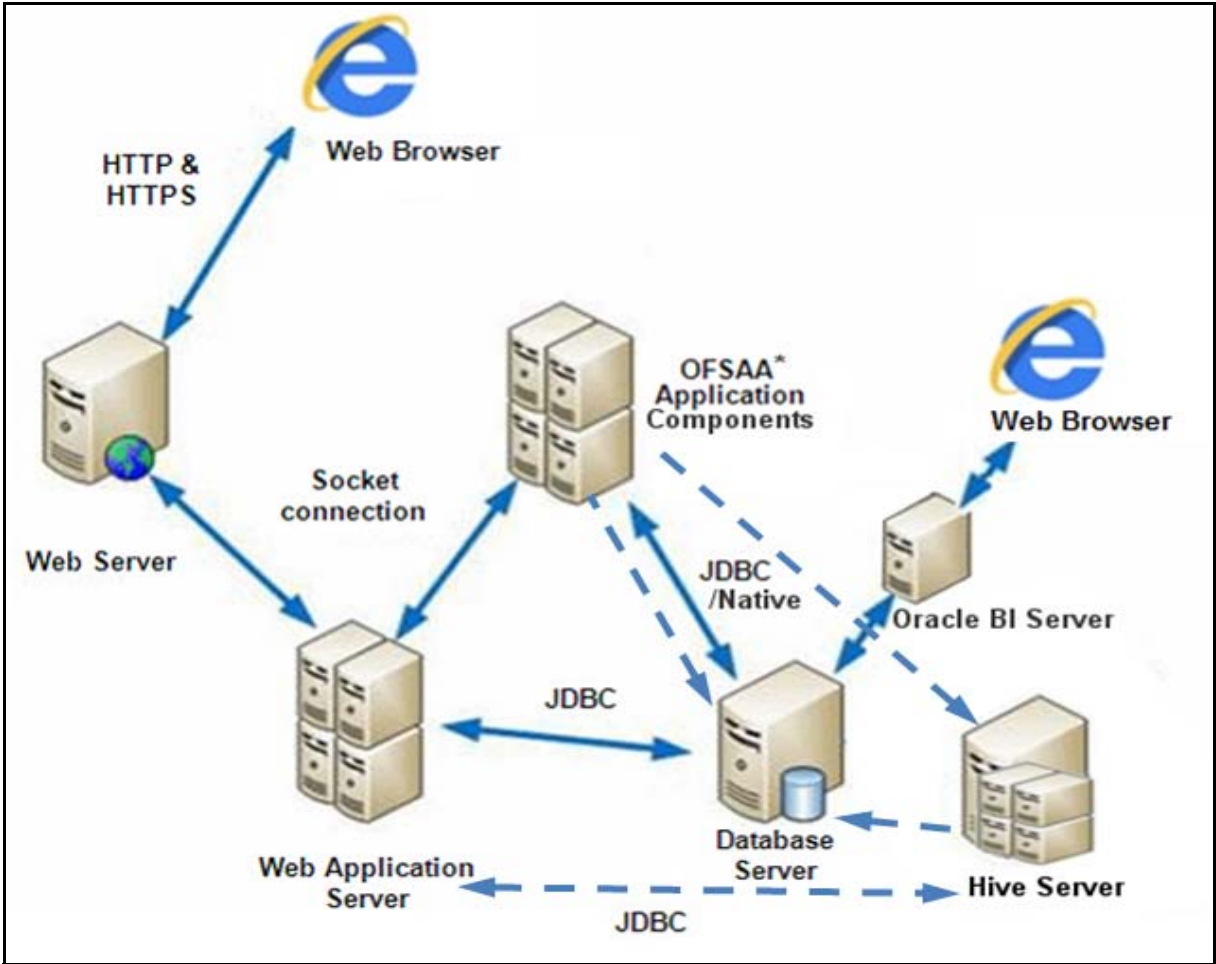 Web Browser
HTTP &
HTTPS
OFSAA*
Application
Components
Web Browser
Socket
connection
Web Server
JDBC
/Native
Oracle BI Server
JDBC
Database
Server
Web Application
Server
Hive Server
JDBC